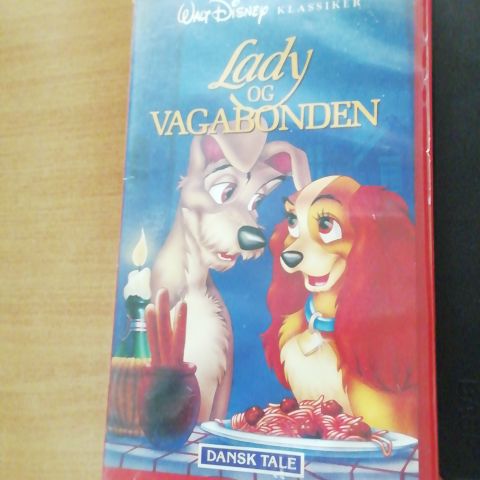 Walt Disney KLASSIKER
Lady
OG
VAGABONDEN
DANSK TALE